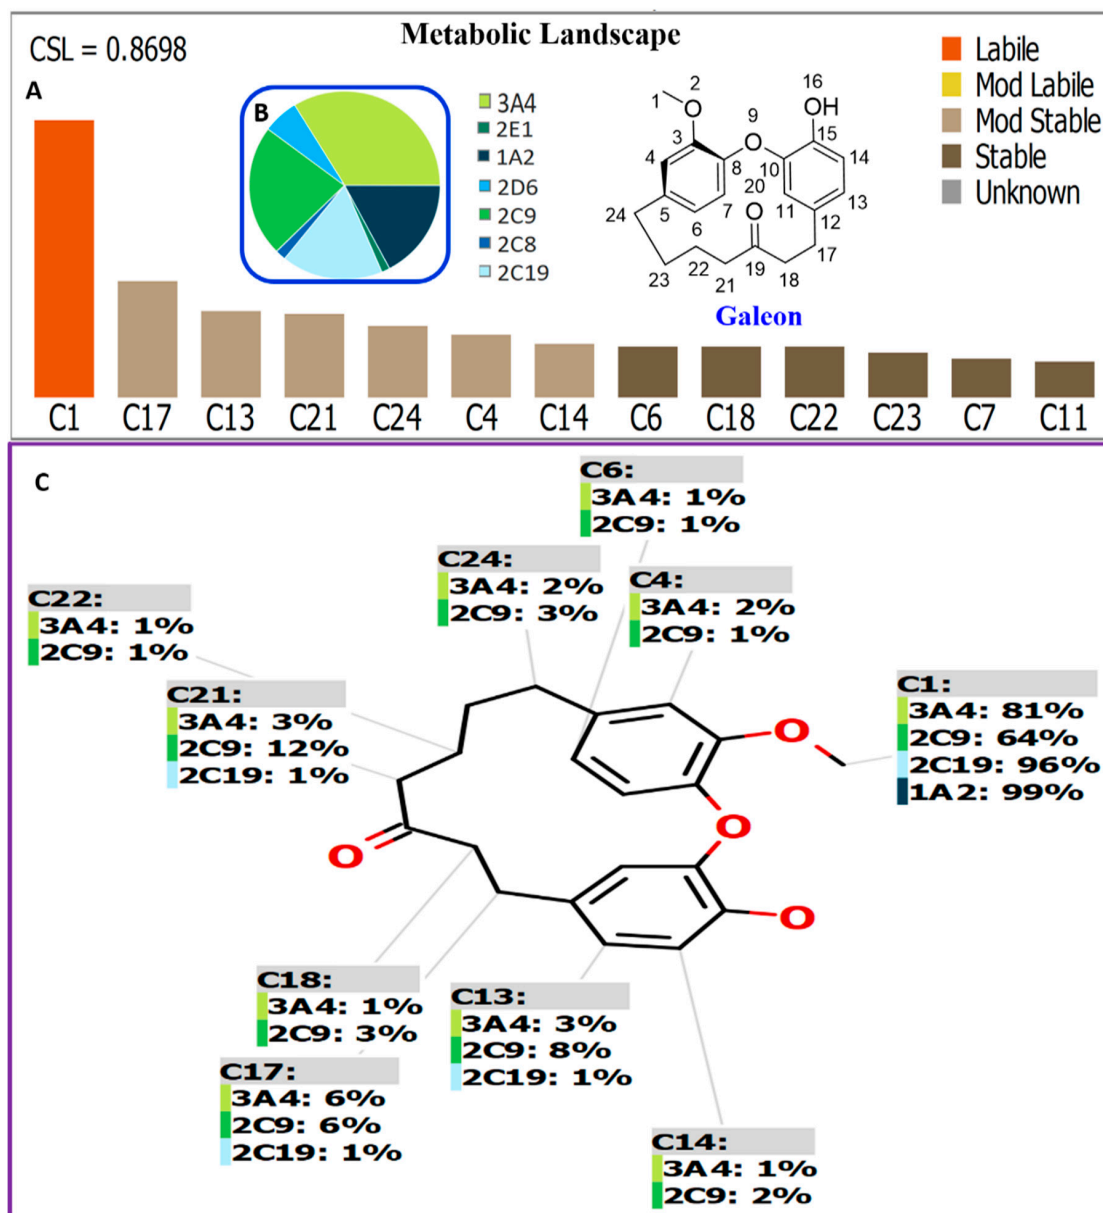 Metabolic Landscape
CSL = 0.8698
A
B
3A4
2E1
1A2
2D6
2C9
2C8
2C19
1
2
3
4
5
6
7
8
9
10
11
12
13
14
15
16
OH
17
18
19
20
21
22
23
24
O
O
O
Galeon
Labile
Mod Labile
Mod Stable
Stable
Unknown
C1 C17 C13 C21 C24 C4 C14 C6 C18 C22 C23 C7 C11
C
C6:
3A4: 1%
2C9: 1%
C24:
3A4: 2%
2C9: 3%
C4:
3A4: 2%
2C9: 1%
C22:
3A4: 1%
2C9: 1%
C21:
3A4: 3%
2C9: 12%
2C19: 1%
C1:
3A4: 81%
2C9: 64%
2C19: 96%
1A2: 99%
O
O
O
O
C18:
3A4: 1%
2C9: 3%
C13:
3A4: 3%
2C9: 8%
2C19: 1%
C17:
3A4: 6%
2C9: 6%
2C19: 1%
C14:
3A4: 1%
2C9: 2%